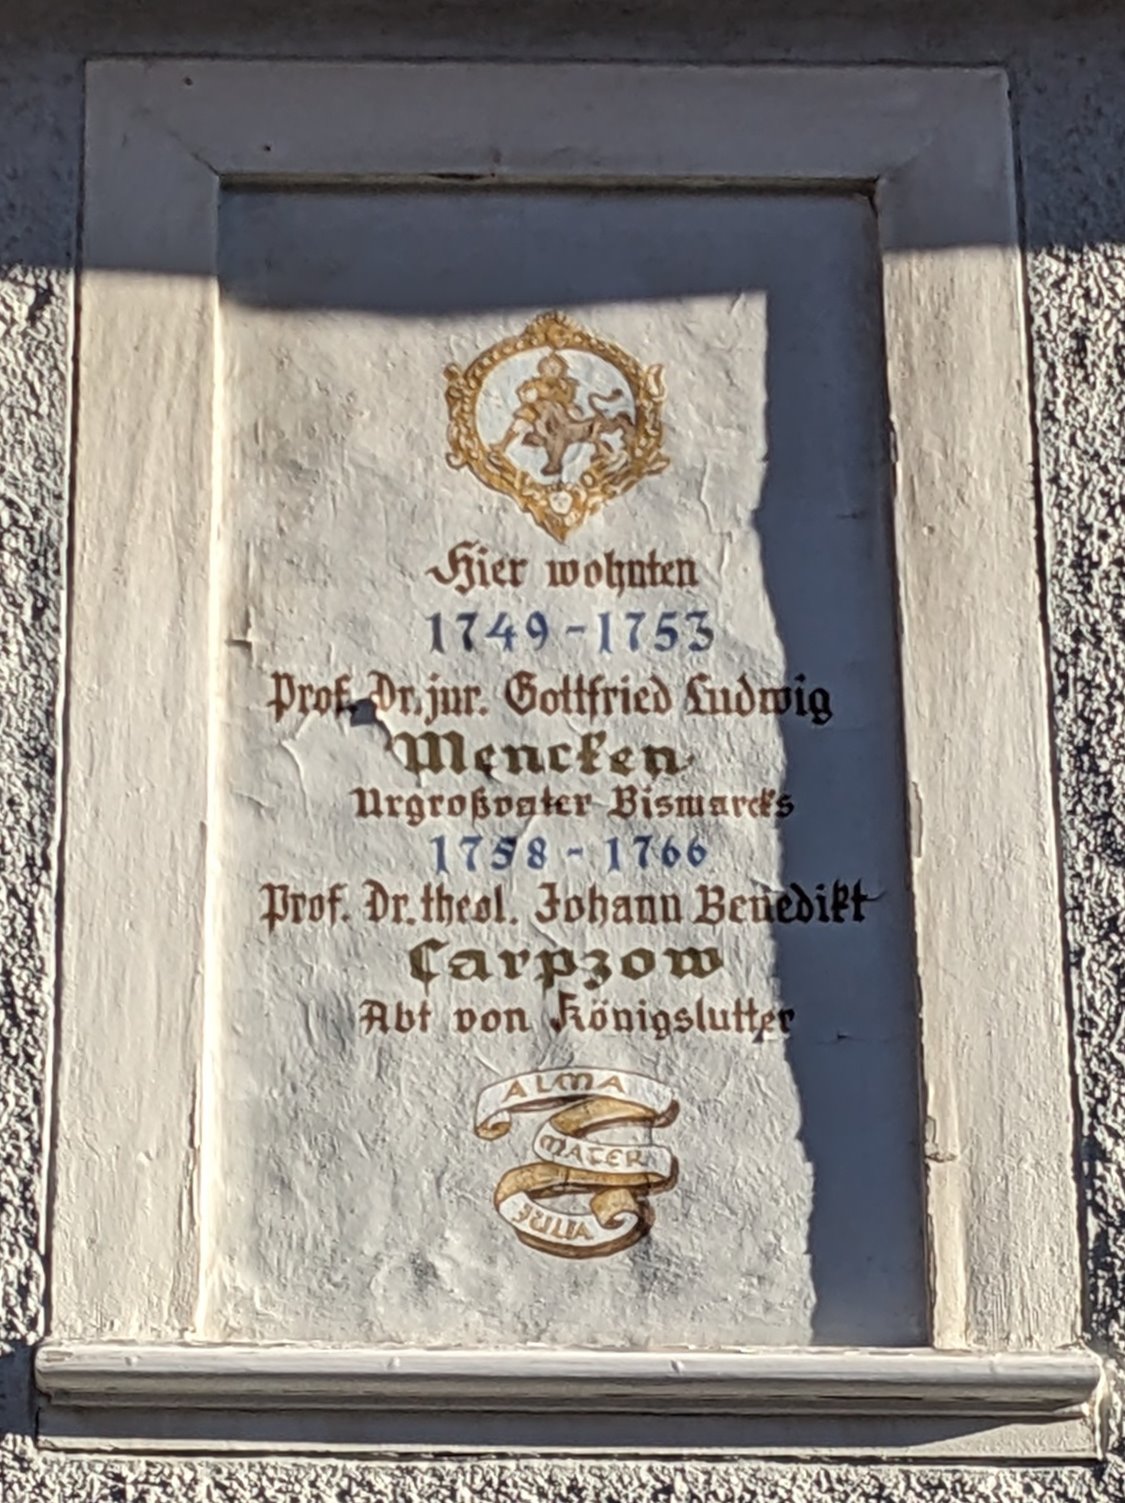 Hier wohnten
1749-1753
Prof. Dr. jur. Gottfried Ludwig
Mencken
Urgroßvater Bismarcks
1758 - 1766
Prof. Dr. theol. Johann Benedikt
Carpzow
Abt von Königslutter
ALMA
MATER